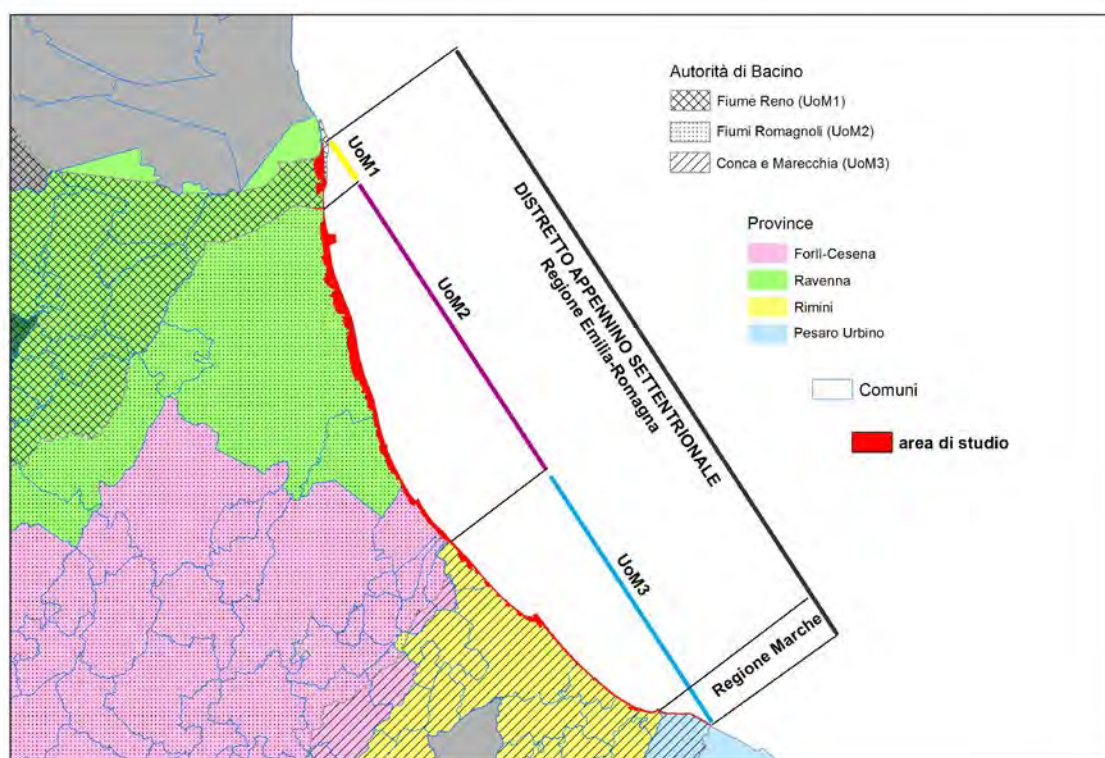 Autorità di Bacino
Fiume Reno (UoM1)
Fiumi Romagnoli (UoM2)
Conca e Marecchia (UoM3)
Province
Forlì-Cesena
Ravenna
Rimini
Pesaro Urbino
Comuni
area di studio
UoM1
UoM2
UoM3
DISTRETTO APPENNINO SETTENTRIONALE
Regione Emilia-Romagna
Regione Marche